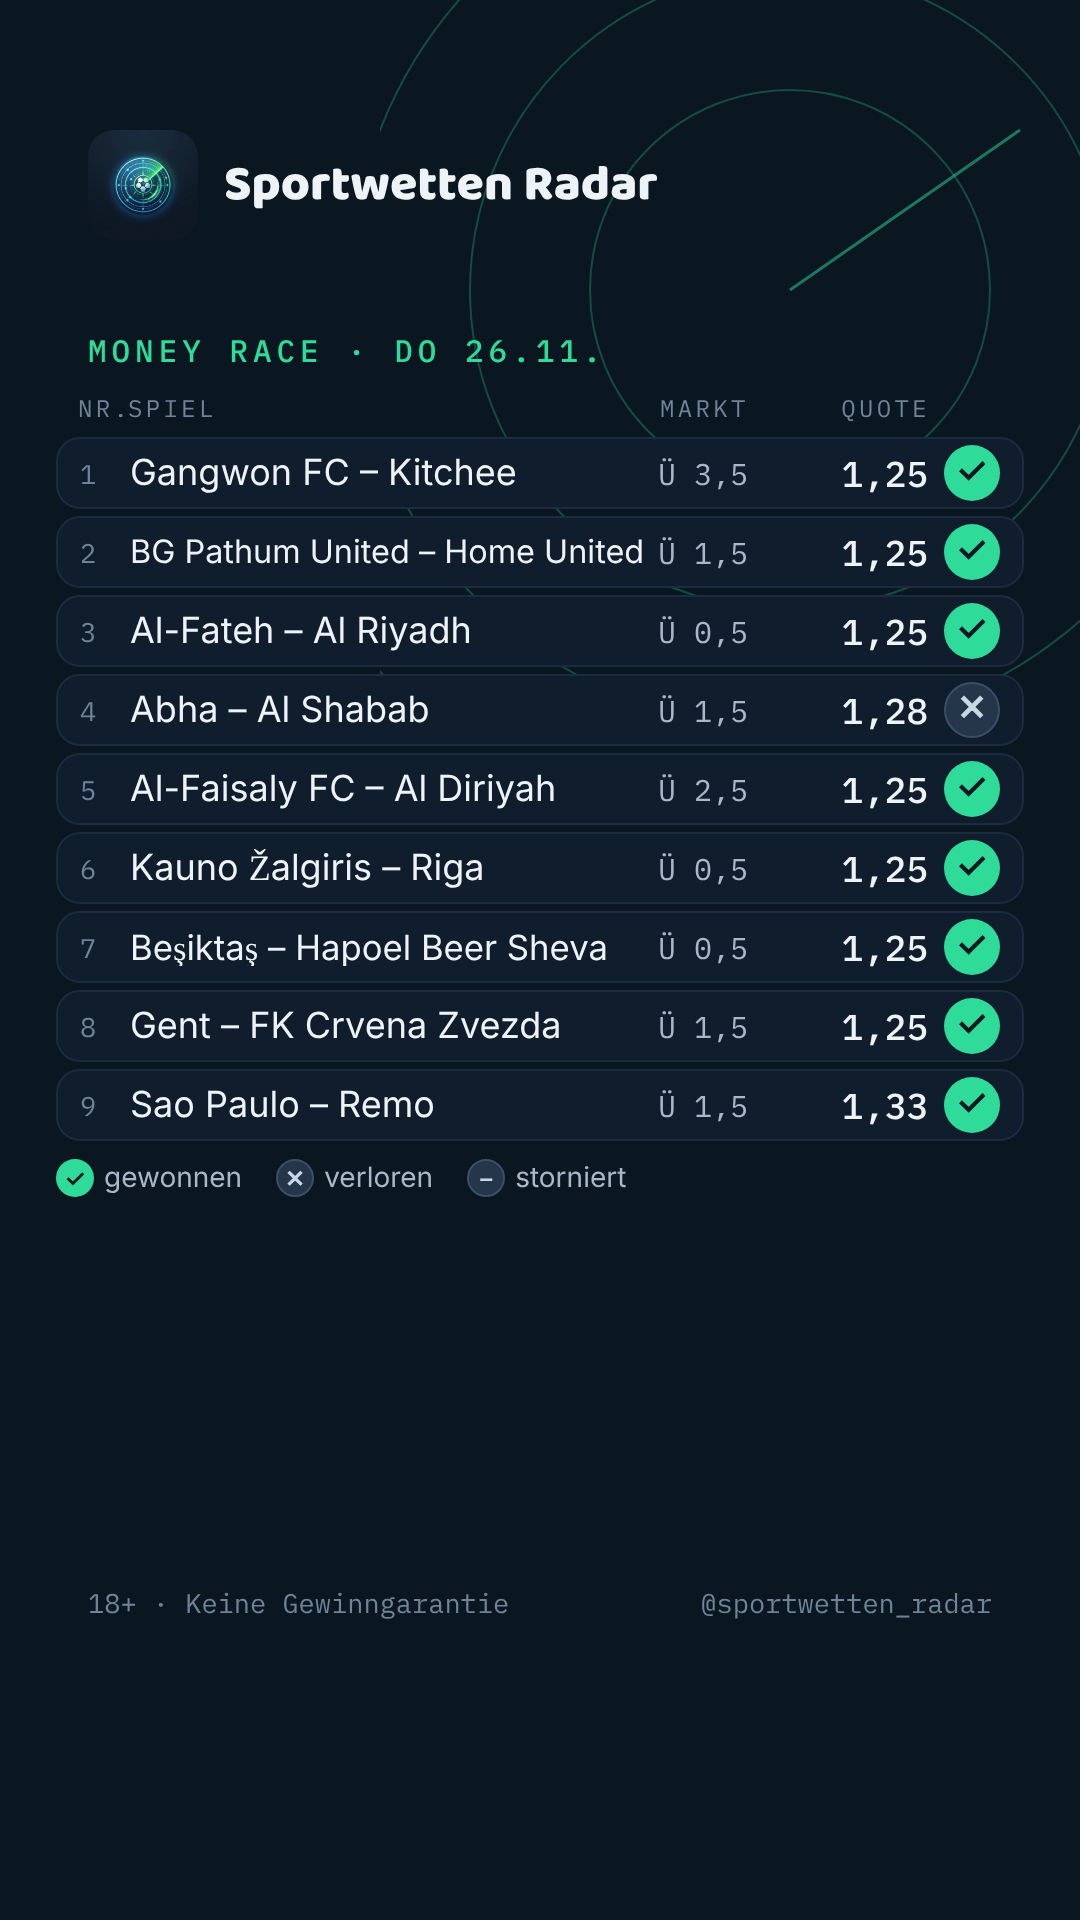 Sportwetten Radar
MONEY RACE · DO 26.11.
NR.SPIEL MARKT QUOTE
1 Gangwon FC – Kitchee Ü 3,5 1,25
2 BG Pathum United – Home United Ü 1,5 1,25
3 Al-Fateh – Al Riyadh Ü 0,5 1,25
4 Abha – Al Shabab Ü 1,5 1,28
5 Al-Faisaly FC – Al Diriyah Ü 2,5 1,25
6 Kauno Žalgiris – Riga Ü 0,5 1,25
7 Beşiktaş – Hapoel Beer Sheva Ü 0,5 1,25
8 Gent – FK Crvena Zvezda Ü 1,5 1,25
9 Sao Paulo – Remo Ü 1,5 1,33
gewonnen verloren storniert
18+ · Keine Gewinngarantie @sportwetten_radar